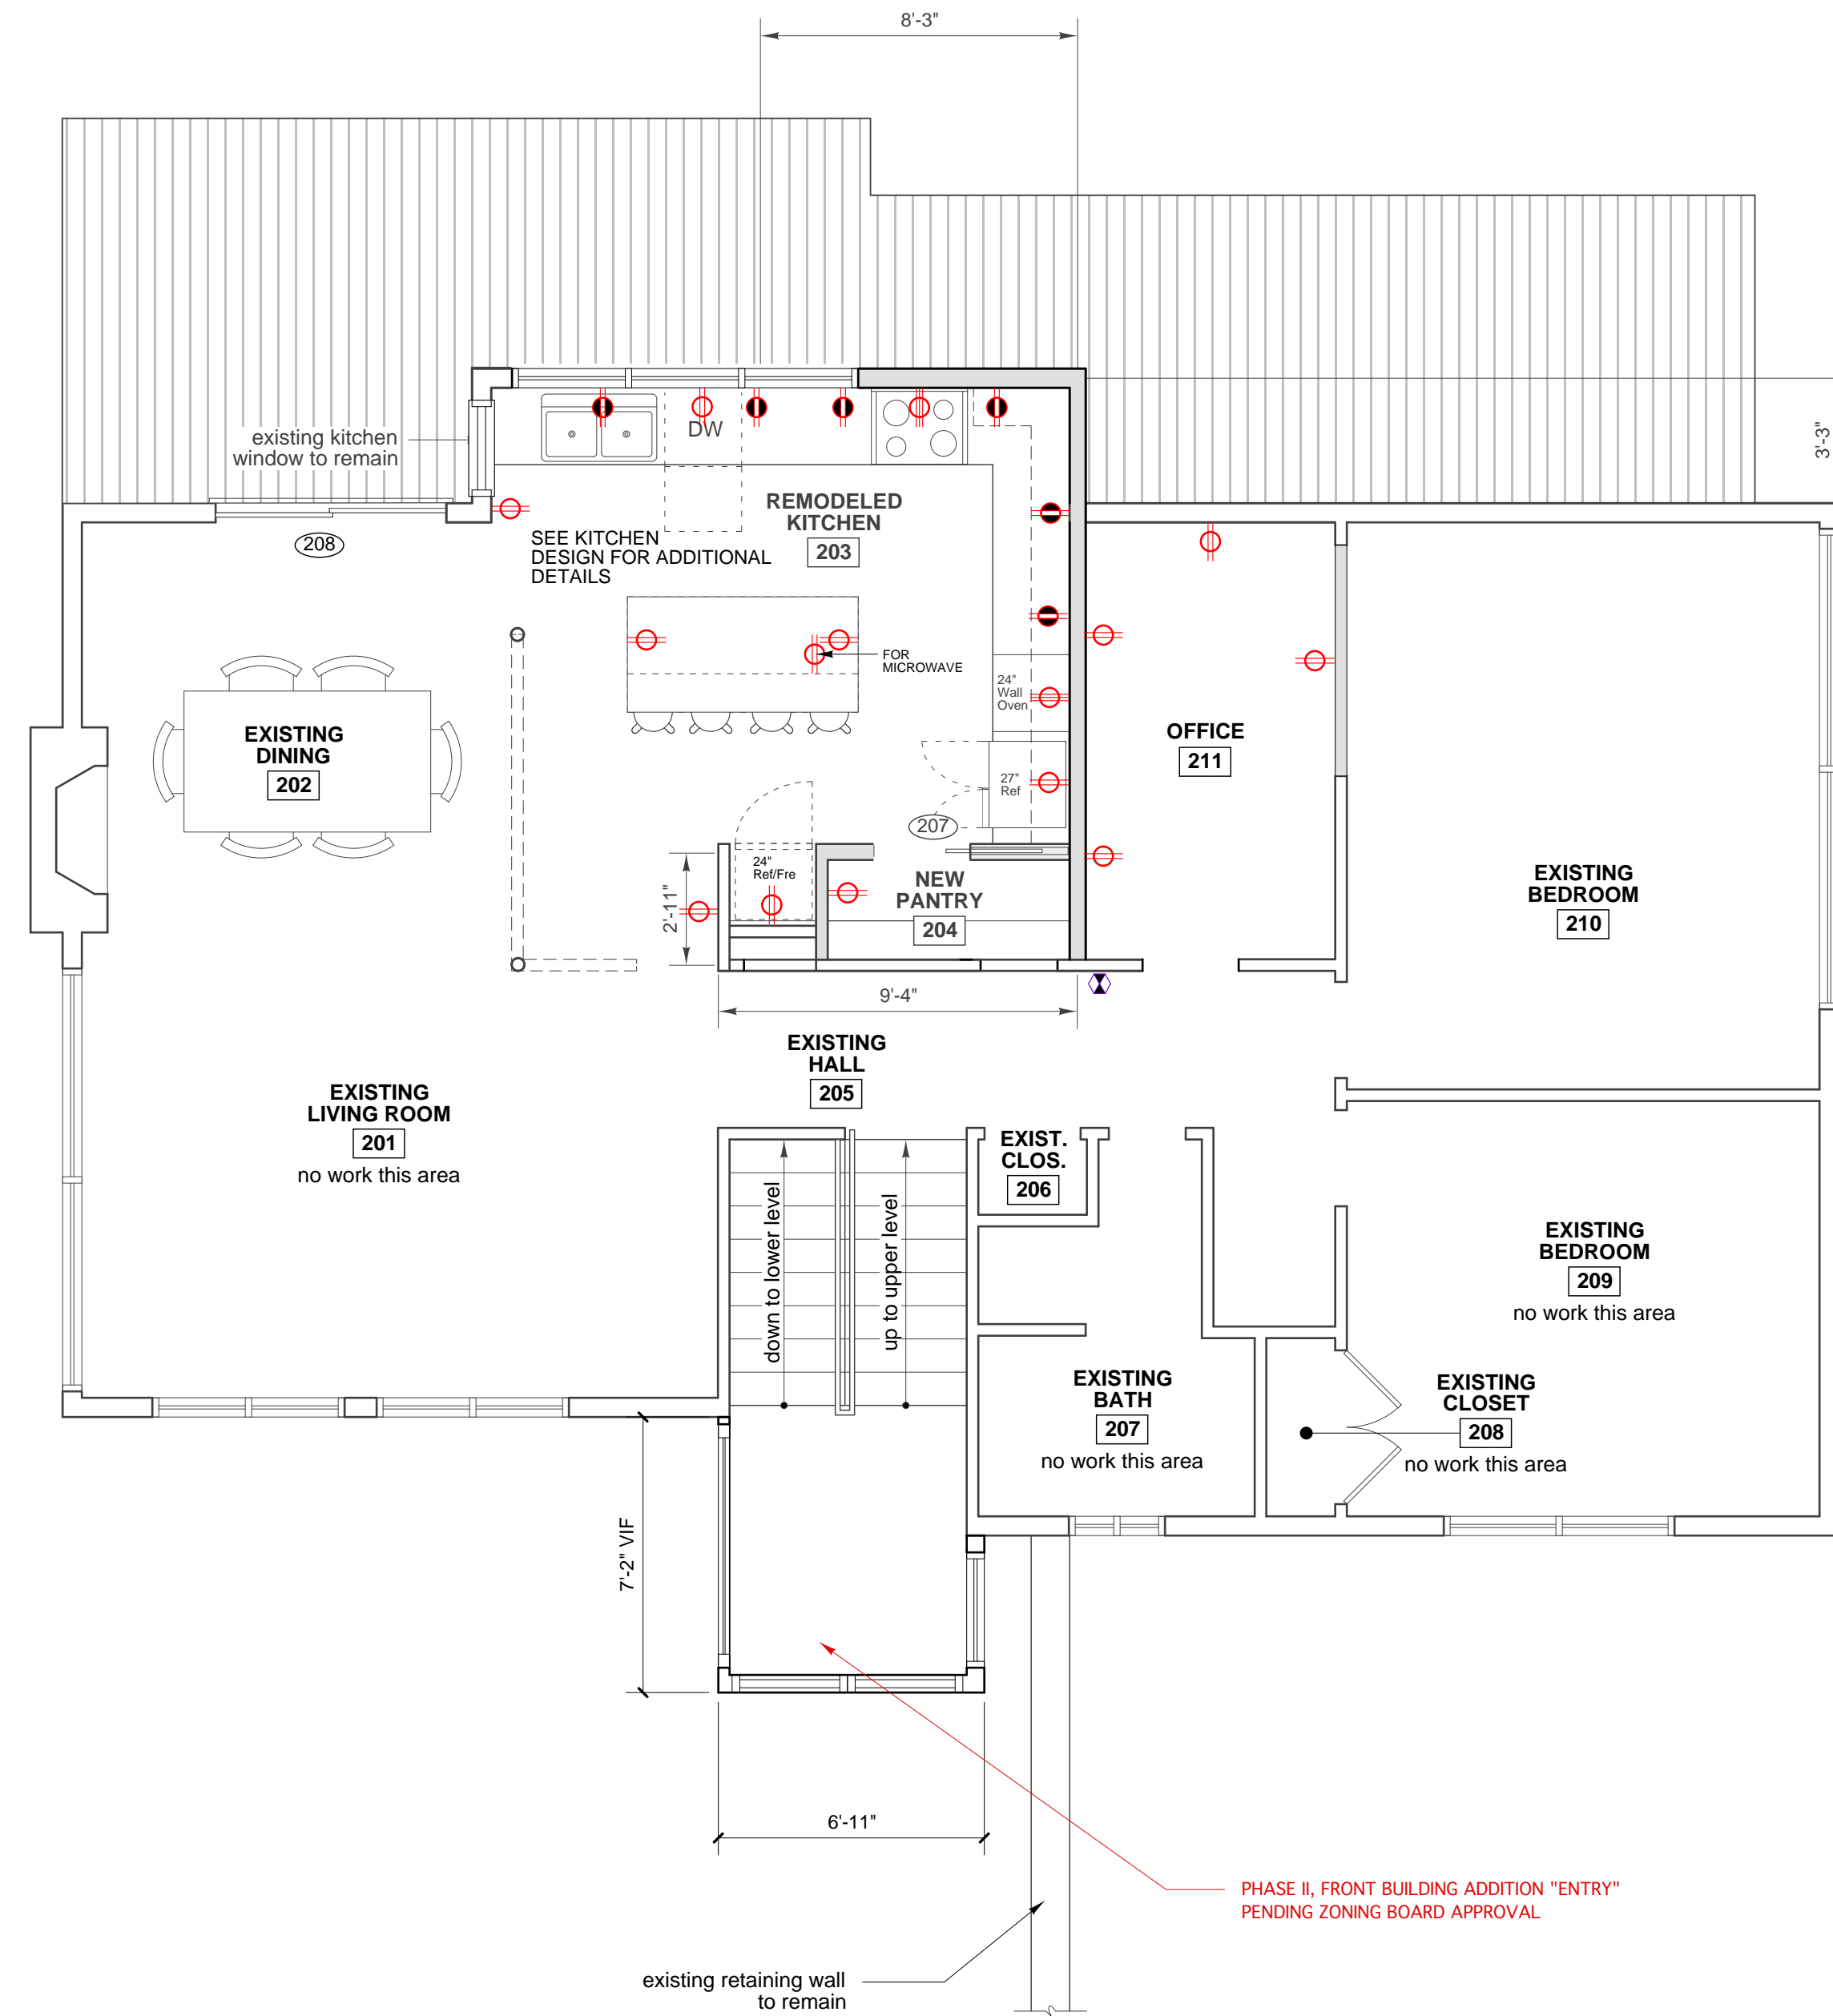 8'-3"
3'-3"
existing kitchen
window to remain
DW
208
SEE KITCHEN
DESIGN FOR ADDITIONAL
DETAILS
REMODELED
KITCHEN
203
FOR
MICROWAVE
24"
Wall
Oven
27"
Ref
207
EXISTING
DINING
202
OFFICE
211
24"
Ref/Fre
2'-11"
NEW
PANTRY
204
EXISTING
BEDROOM
210
9'-4"
EXISTING
HALL
205
EXISTING
LIVING ROOM
201
no work this area
EXIST.
CLOS.
206
down to lower level
up to upper level
EXISTING
BEDROOM
209
no work this area
EXISTING
BATH
207
no work this area
EXISTING
CLOSET
208
no work this area
7'-2" VIF
6'-11"
PHASE II, FRONT BUILDING ADDITION "ENTRY"
PENDING ZONING BOARD APPROVAL
existing retaining wall
to remain